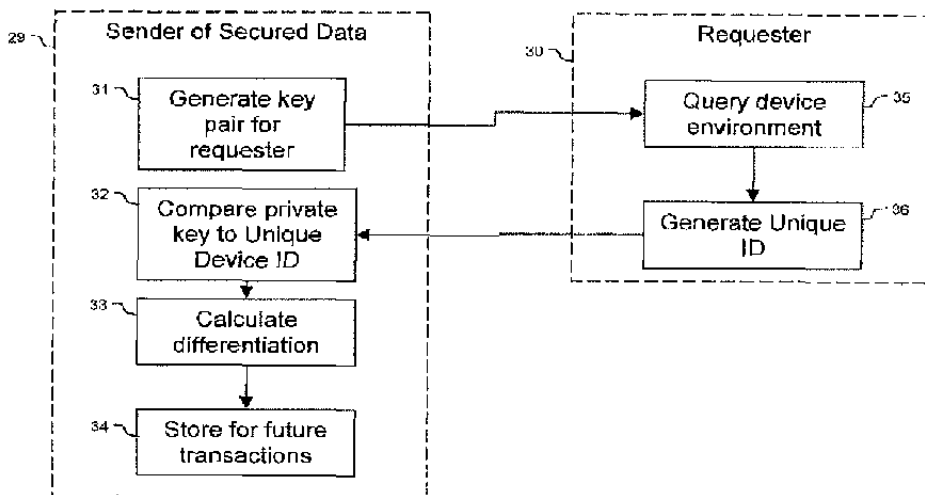 29
Sender of Secured Data
31
Generate key
pair for
requester
32
Compare private
key to Unique
Device ID
33
Calculate
differentiation
34
Store for future
transactions
30
Requester
Query device
environment
35
Generate Unique
ID
36